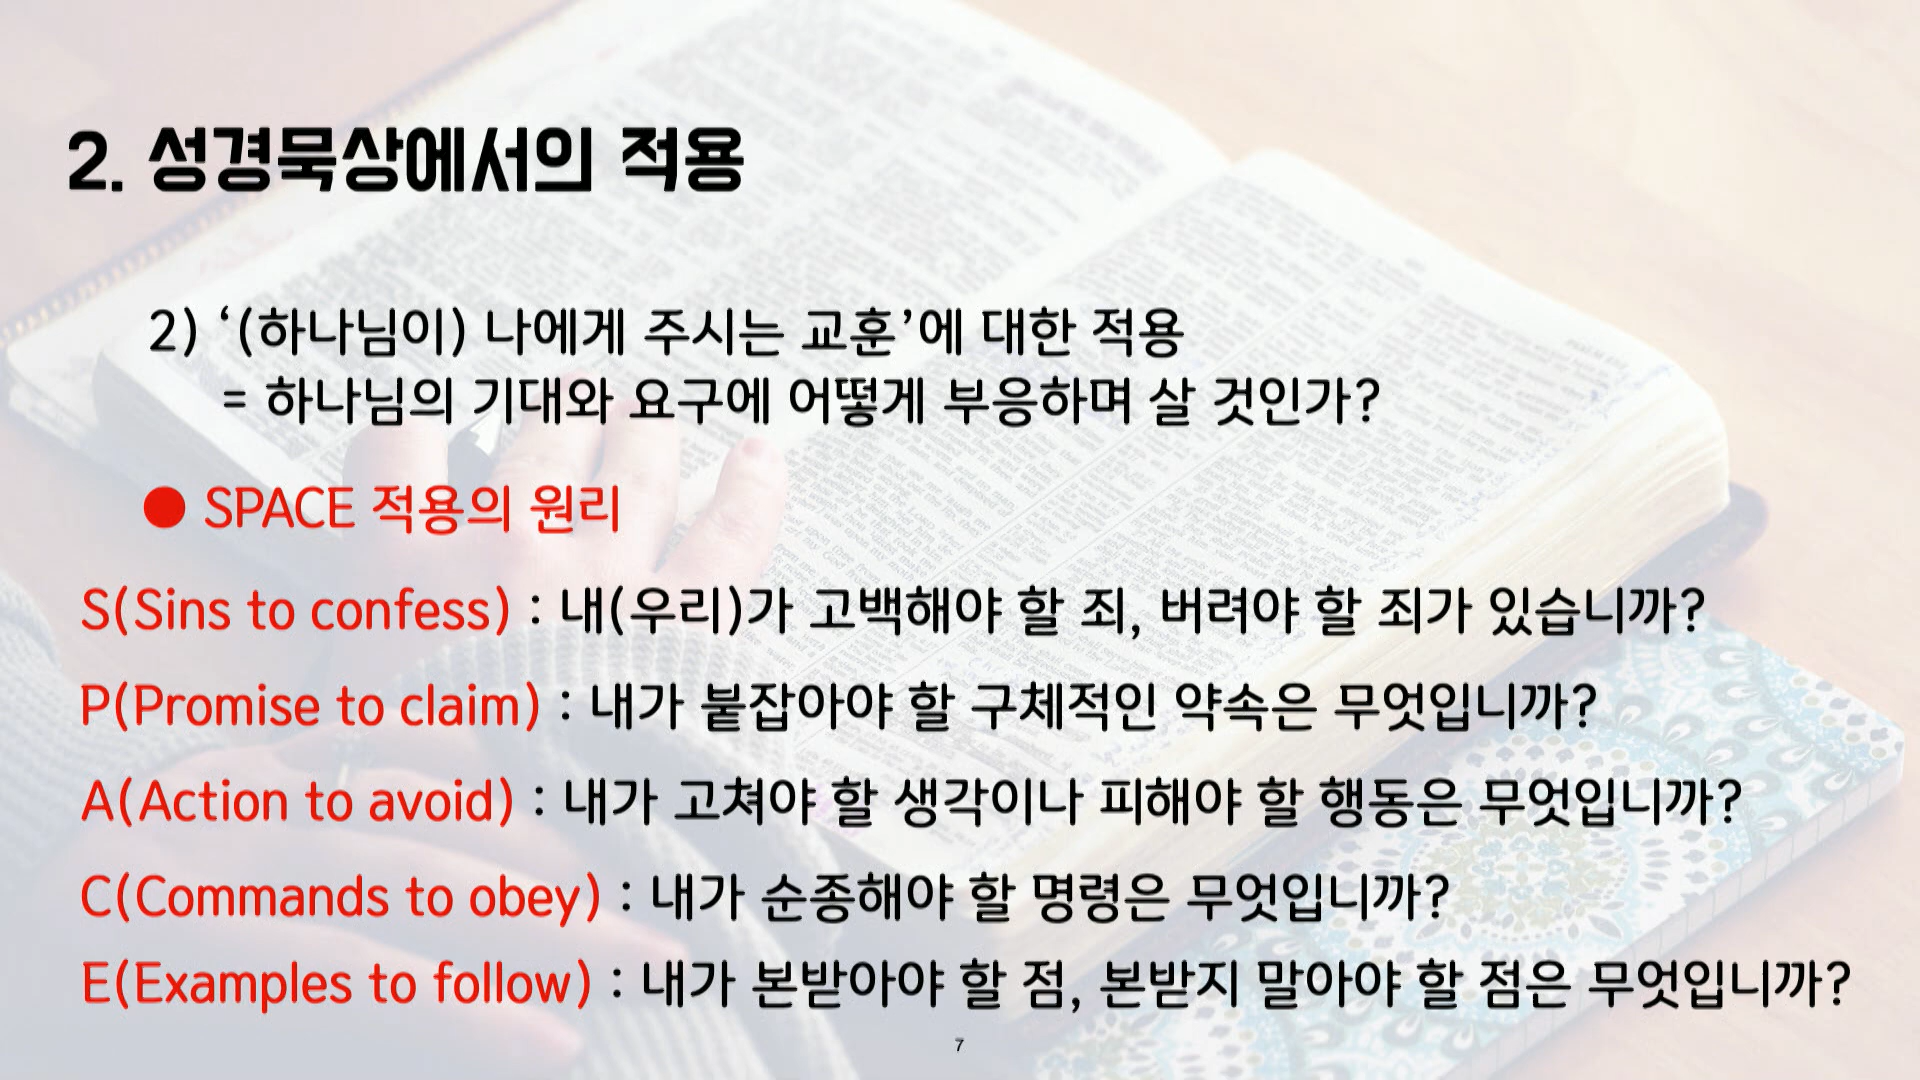 2. 성경묵상에서의 적용
2) ‘(하나님이) 나에게 주시는 교훈’에 대한 적용
= 하나님의 기대와 요구에 어떻게 부응하며 살 것인가?
● SPACE 적용의 원리
S(Sins to confess) : 내(우리)가 고백해야 할 죄, 버려야 할 죄가 있습니까?
P(Promise to claim) : 내가 붙잡아야 할 구체적인 약속은 무엇입니까?
A(Action to avoid) : 내가 고쳐야 할 생각이나 피해야 할 행동은 무엇입니까?
C(Commands to obey) : 내가 순종해야 할 명령은 무엇입니까?
E(Examples to follow) : 내가 본받아야 할 점, 본받지 말아야 할 점은 무엇입니까?
7